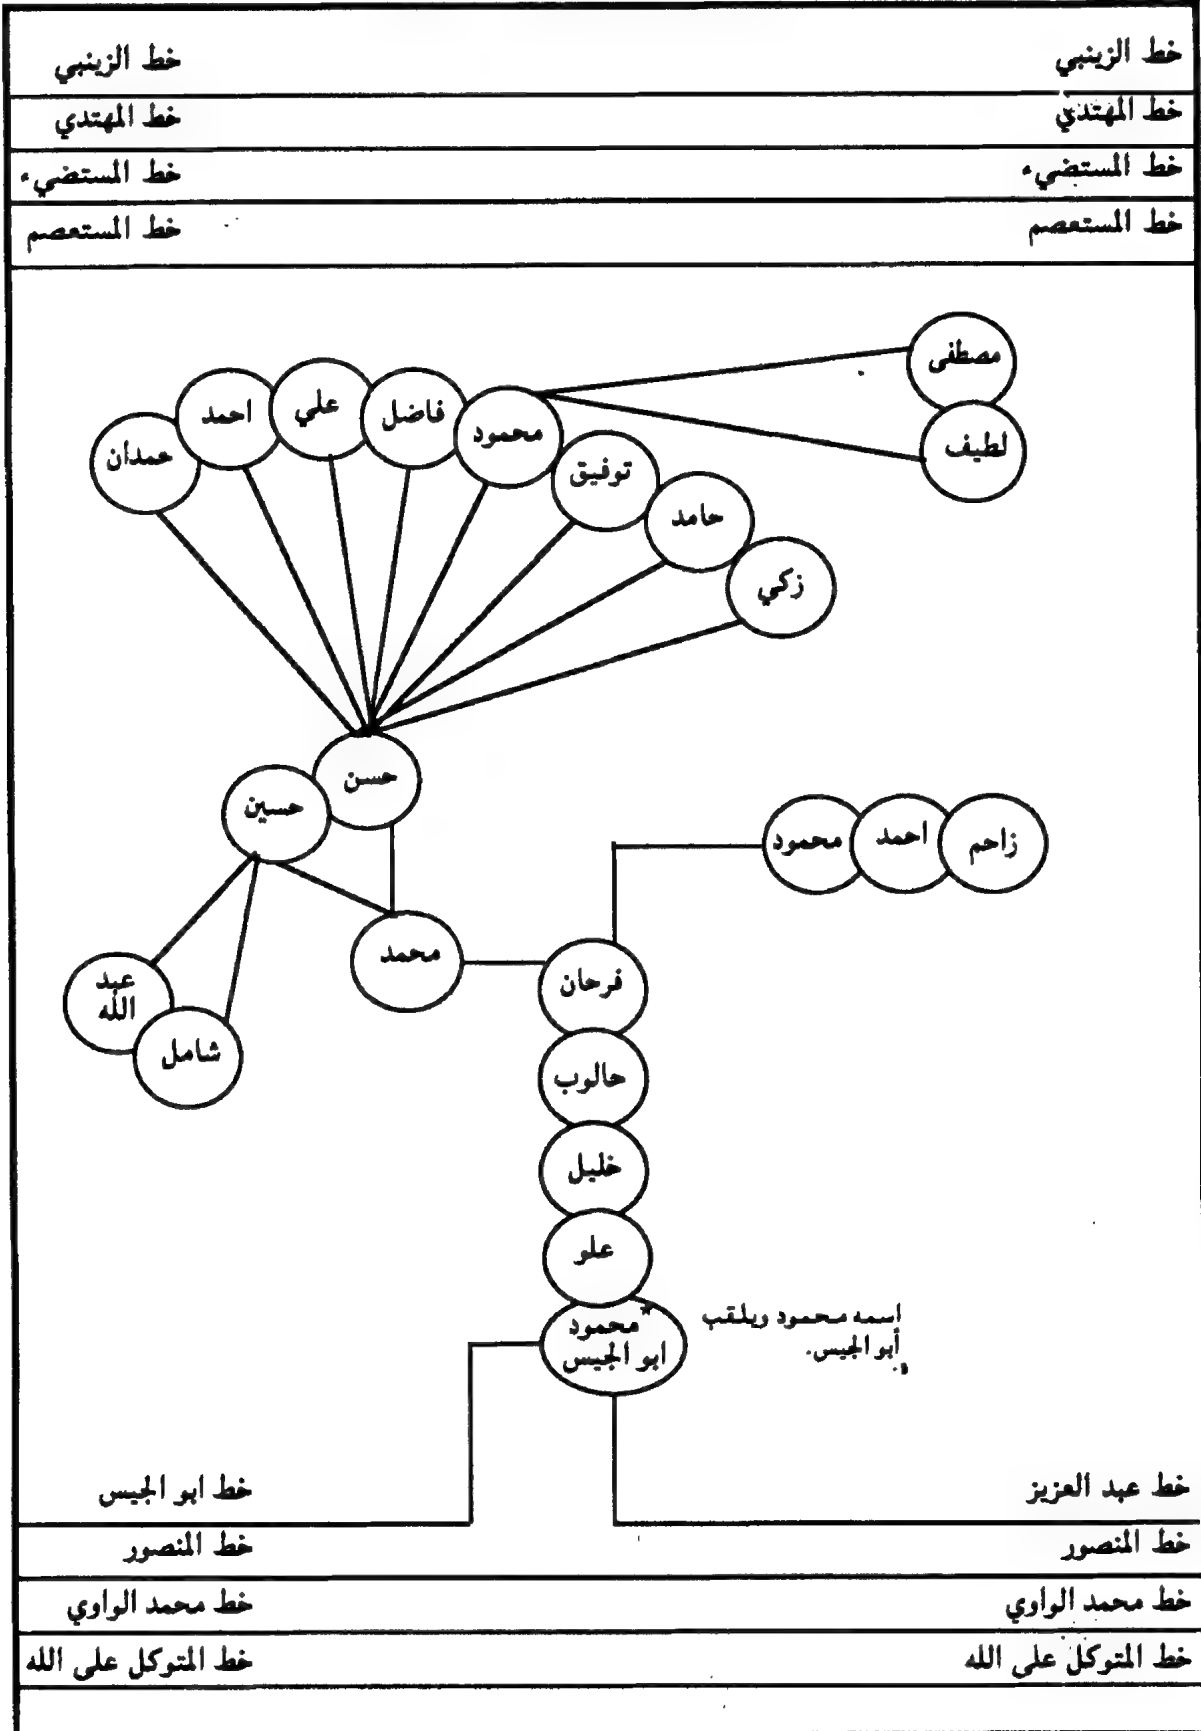 خط الزينبي
خط الزينبي
خط المهتدي
خط المهتدي
خط المستضيء
خط المستضيء
خط المستعصم
خط المستعصم
مصطفى
لطيف
زكي
حامد
توفيق
محمود
فاضل
علي
احمد
حمدان
حسن
حسين
زاحم
احمد
محمود
محمد
فرحان
عبد
الله
شامل
حالوب
خليل
علو
محمود*
ابو الجيس
اسمه محمود ويلقب
أبو الجيس.
خط عبد العزيز
خط ابو الجيس
خط المنصور
خط المنصور
خط محمد الواوي
خط محمد الواوي
خط المتوكل على الله
خط المتوكل على الله